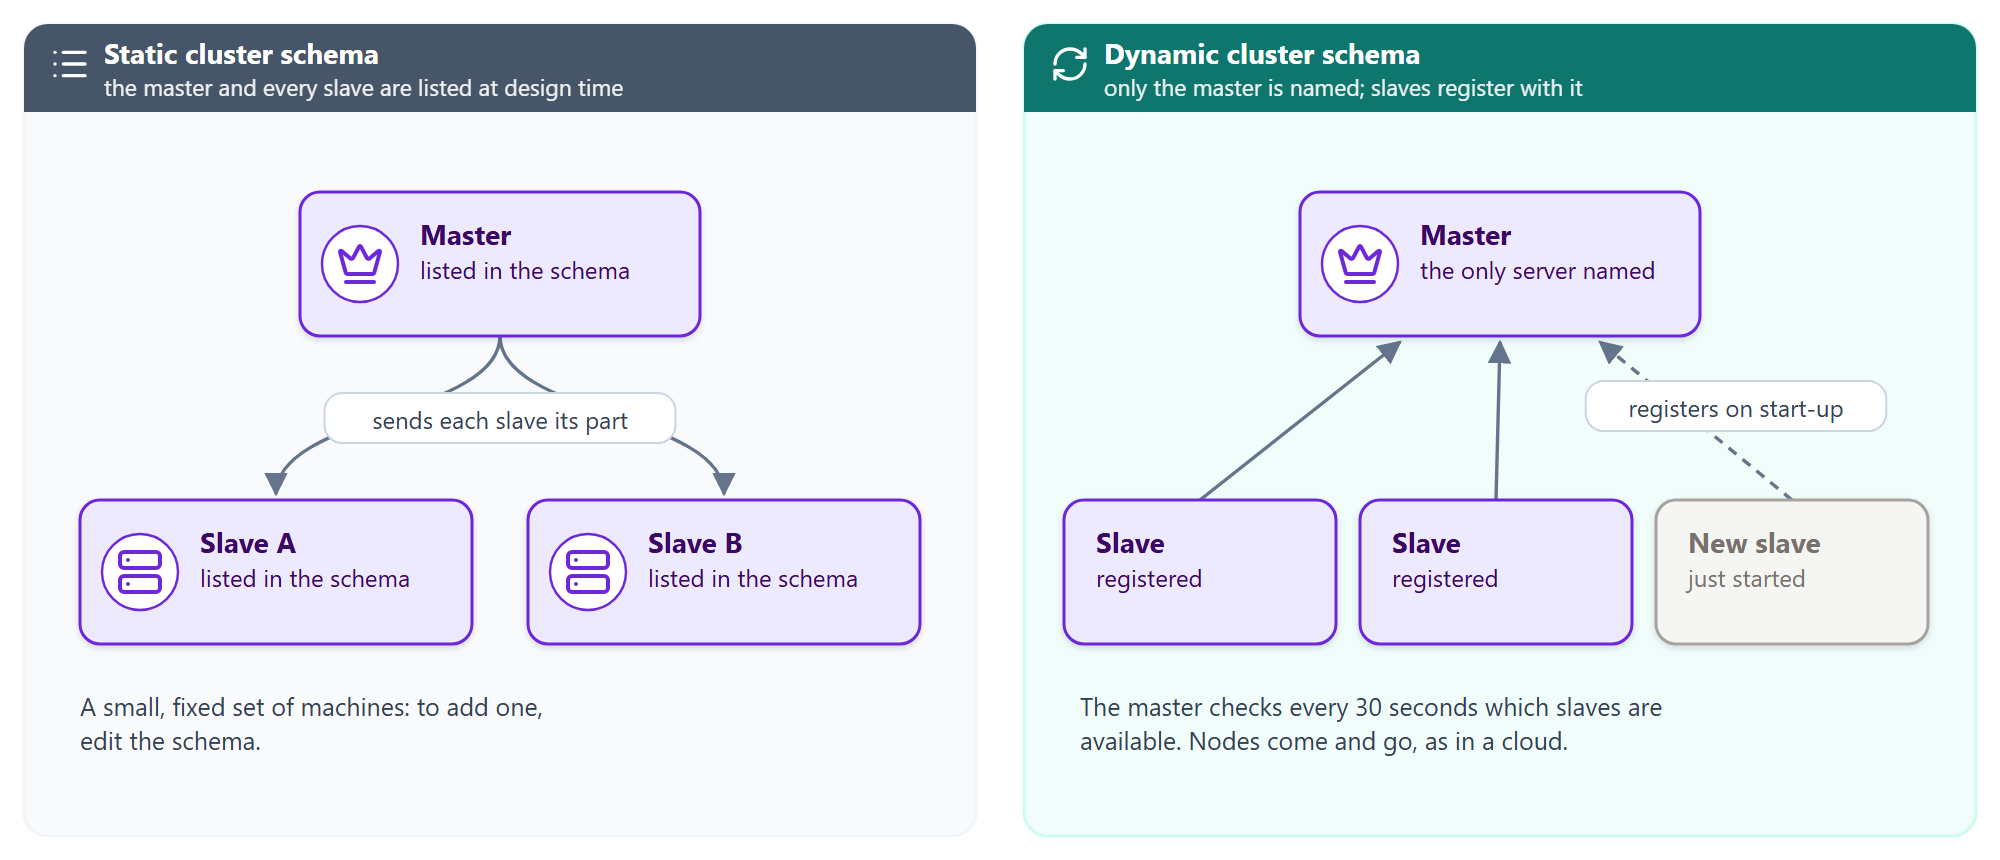 Static cluster schema
the master and every slave are listed at design time
Master
listed in the schema
sends each slave its part
Slave A
listed in the schema
Slave B
listed in the schema
A small, fixed set of machines: to add one,
edit the schema.
Dynamic cluster schema
only the master is named; slaves register with it
Master
the only server named
registers on start-up
Slave
registered
Slave
registered
New slave
just started
The master checks every 30 seconds which slaves are
available. Nodes come and go, as in a cloud.